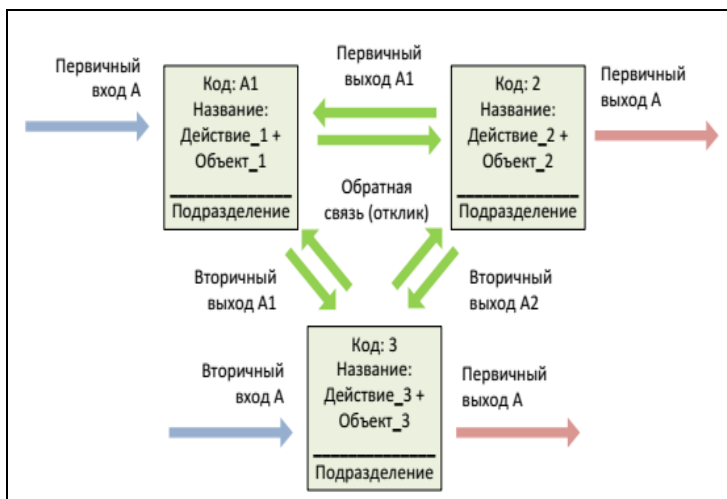 Первичный
вход А
Код: А1
Название:
Действие_1 +
Объект_1
Подразделение
Первичный
выход А1
Код: 2
Название:
Действие_2 +
Объект_2
Подразделение
Первичный
выход А
Обратная
связь (отклик)
Вторичный
выход А1
Вторичный
выход А2
Вторичный
вход А
Код: 3
Название:
Действие_3 +
Объект_3
Подразделение
Первичный
выход А